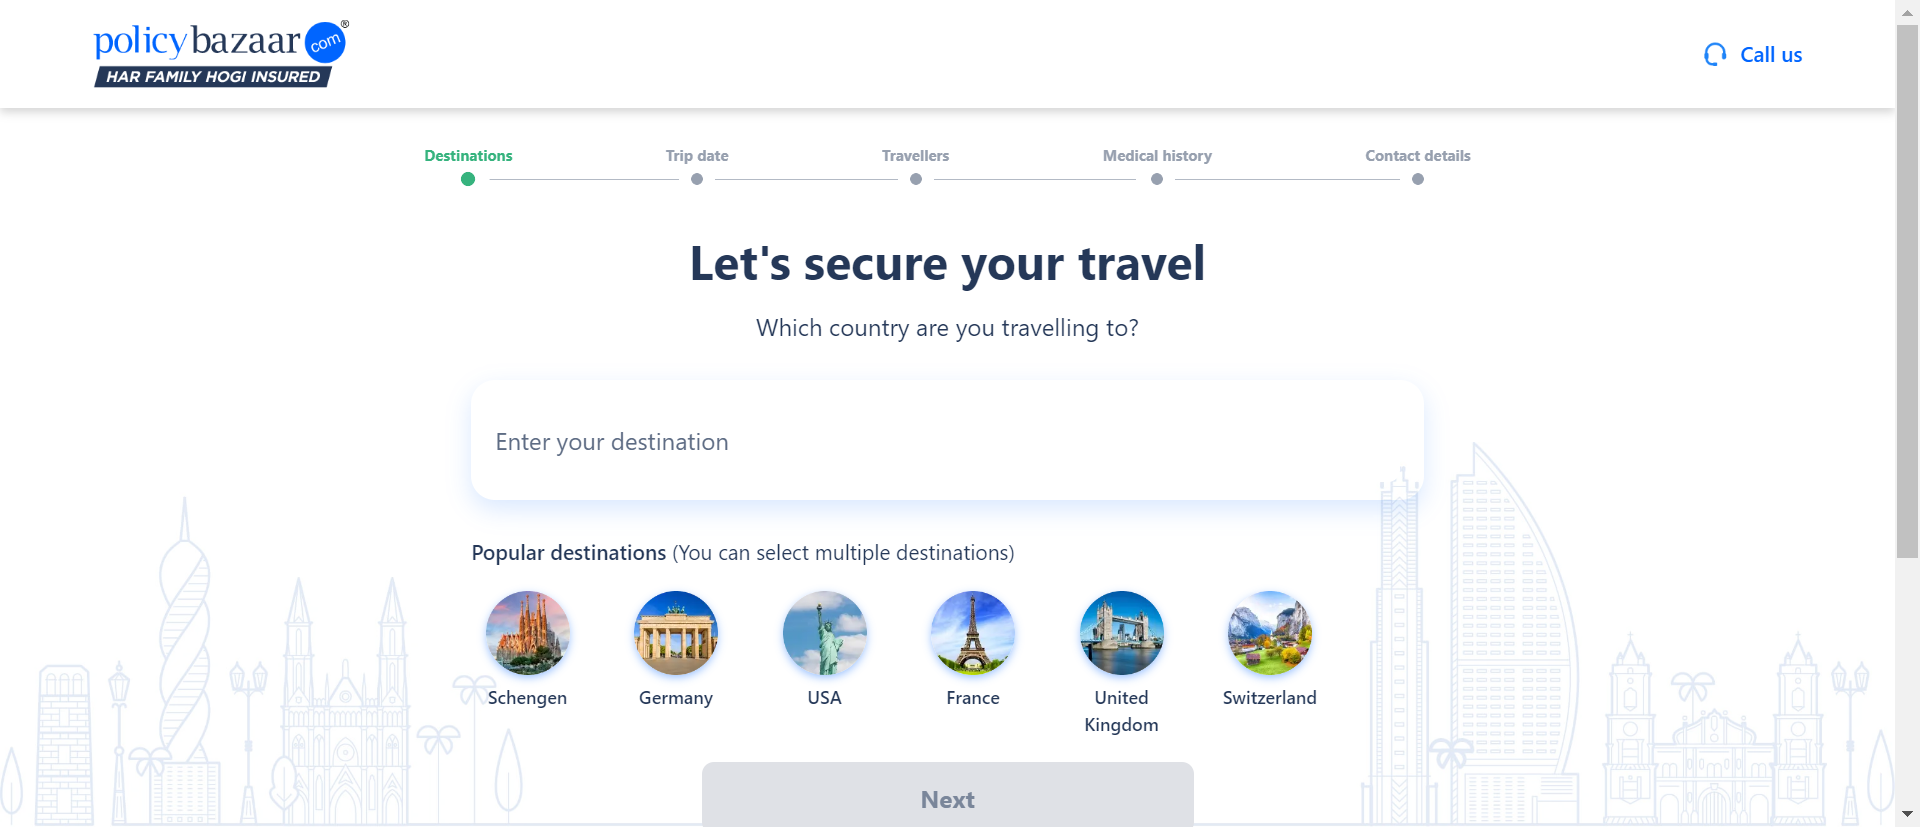 policybazaar com ®
HAR FAMILY HOGI INSURED
Call us
Destinations
Trip date
Travellers
Medical history
Contact details
Let's secure your travel
Which country are you travelling to?
Enter your destination
Popular destinations (You can select multiple destinations)
Schengen
Germany
USA
France
United
Kingdom
Switzerland
Next